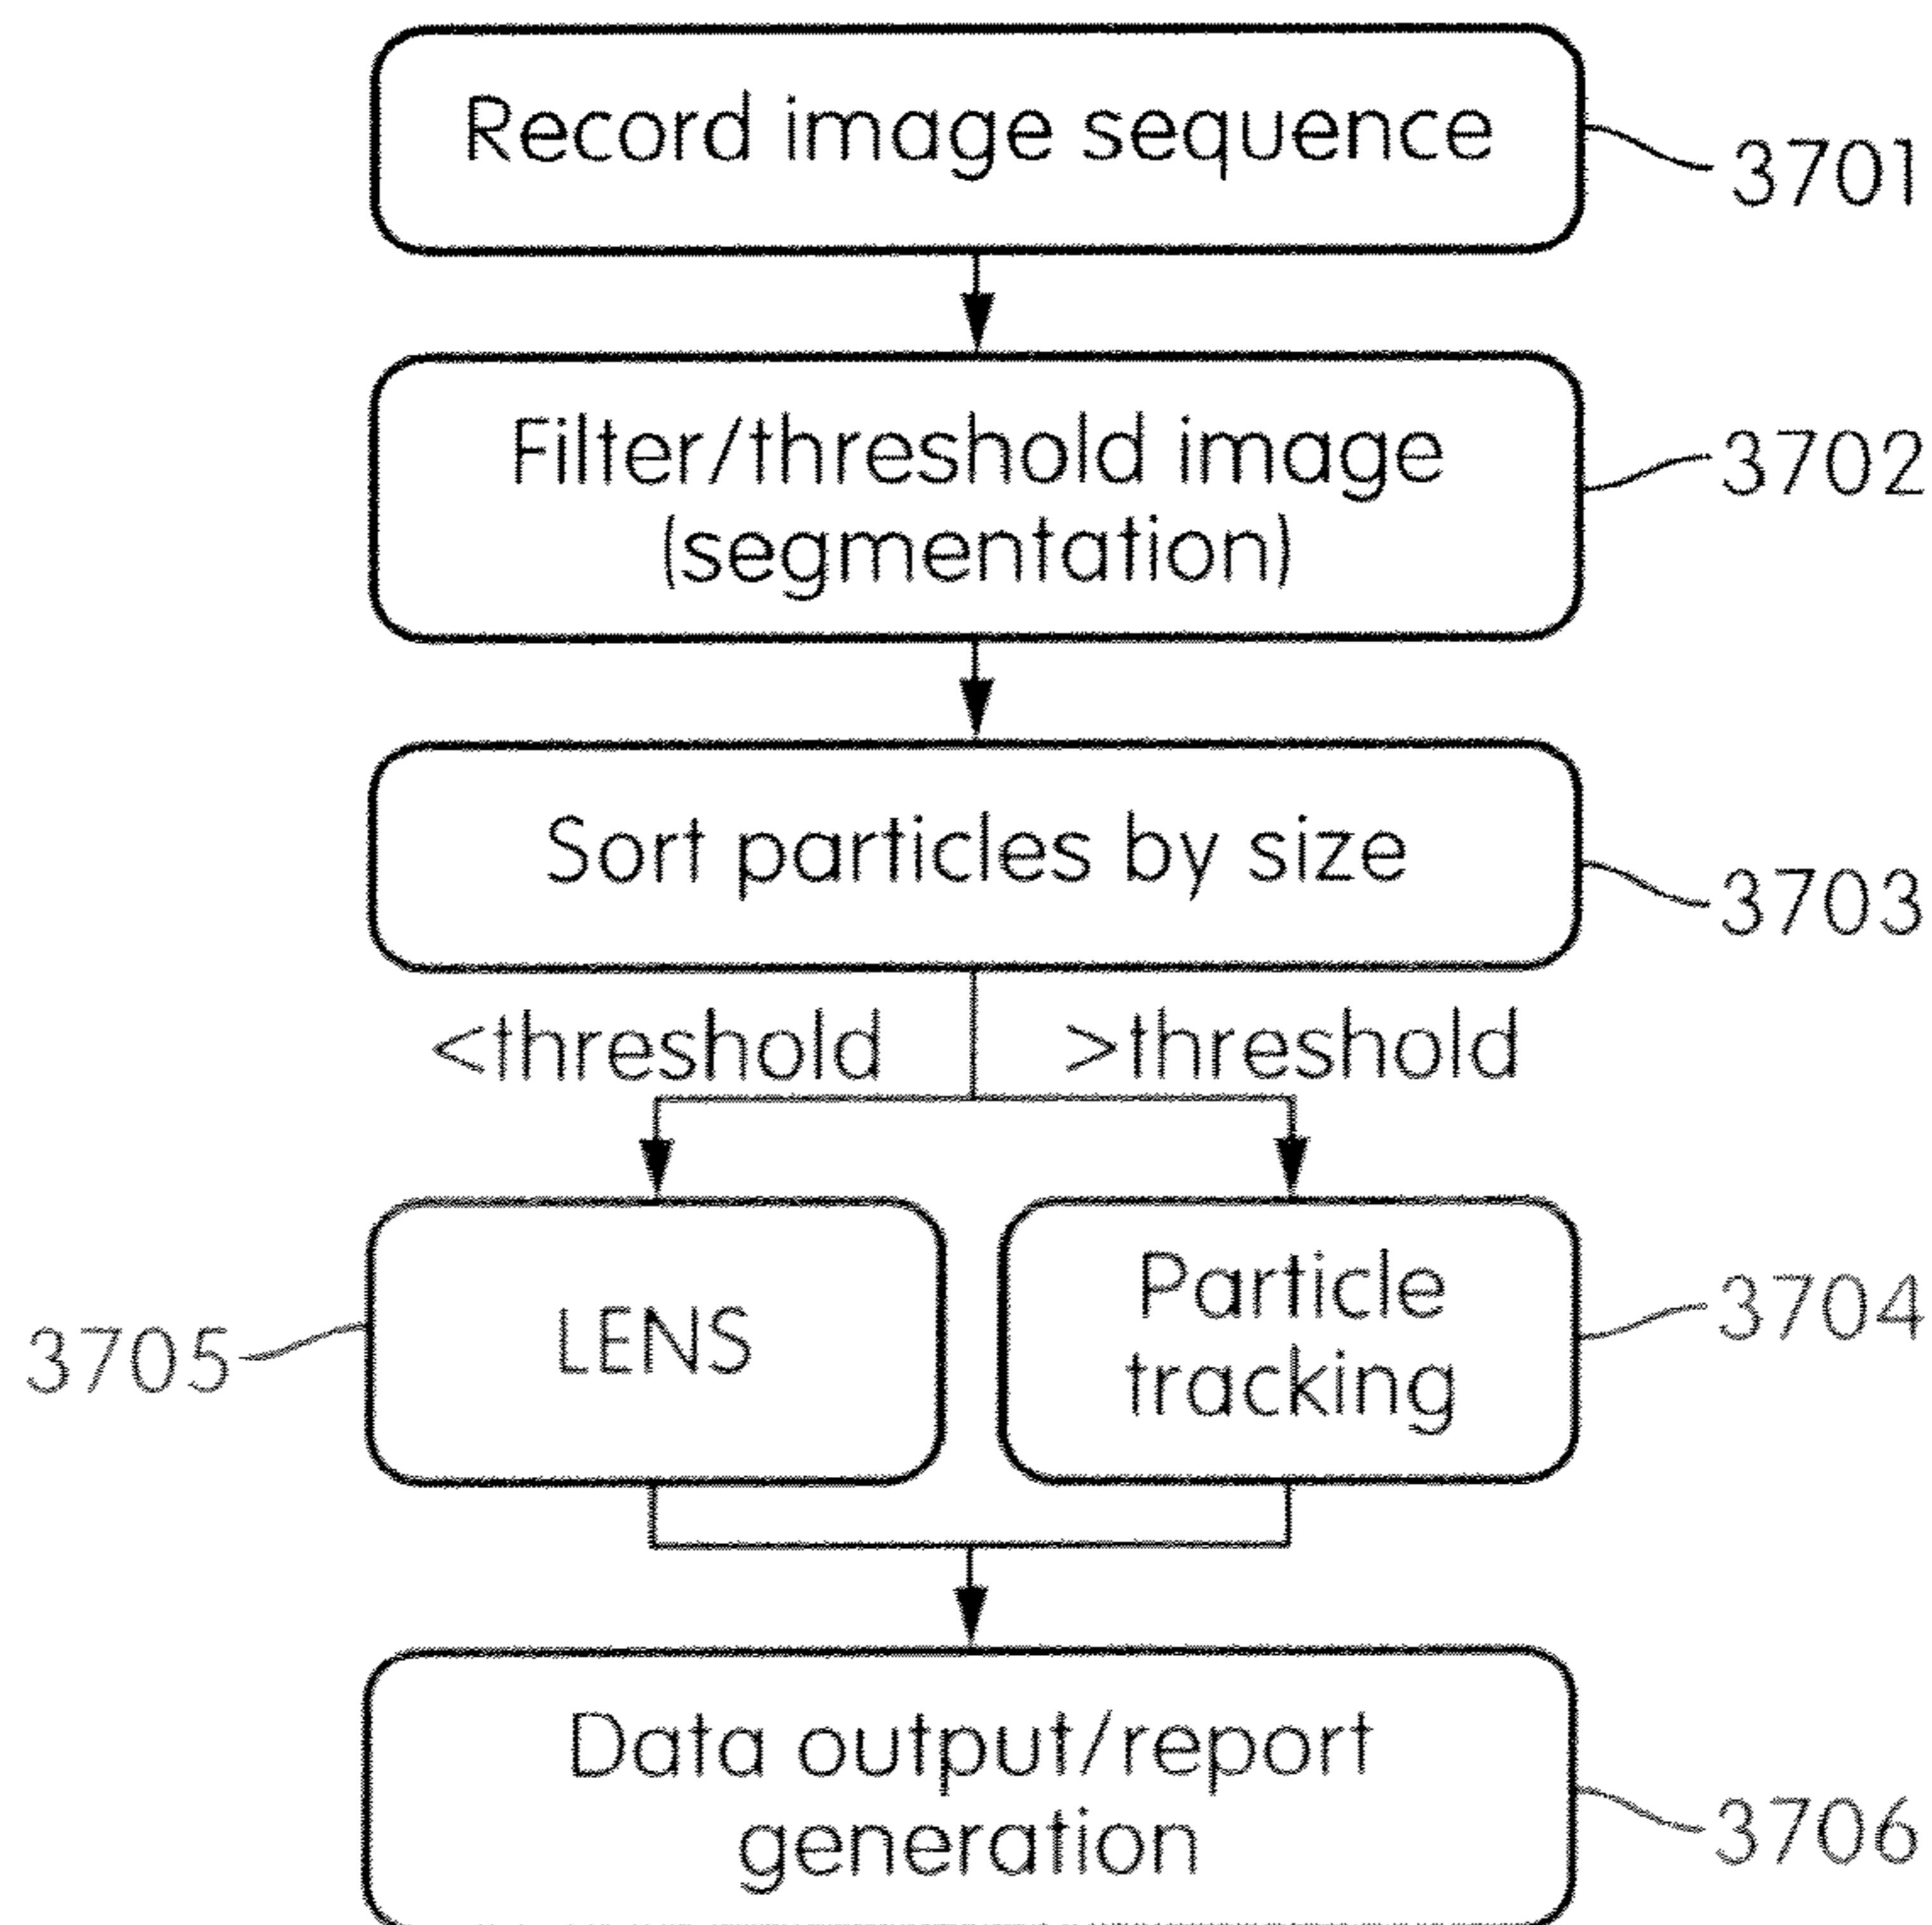 Record image sequence
3701
Filter/threshold image
(segmentation)
3702
Sort particles by size
3703
<threshold
>threshold
LENS
3705
Particle
tracking
3704
Data output/report
generation
3706